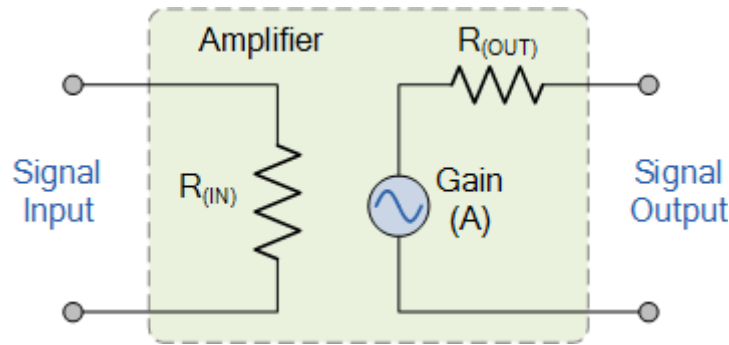 Amplifier
R(OUT)
Signal
Input
R(IN)
Gain
(A)
Signal
Output